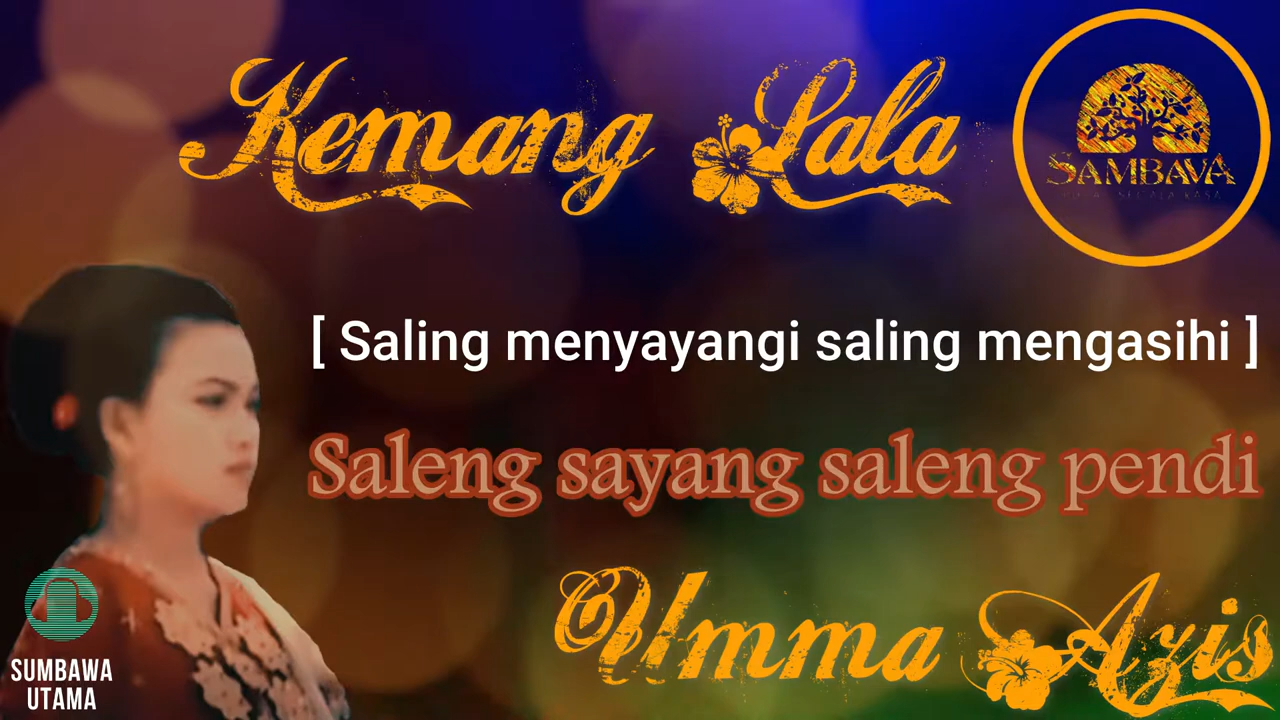 Kemang Lala
SAMBAVA
[ Saling menyayangi saling mengasihi ]
Saleng sayang saleng pendi
Umma Azis
SUMBAWA
UTAMA